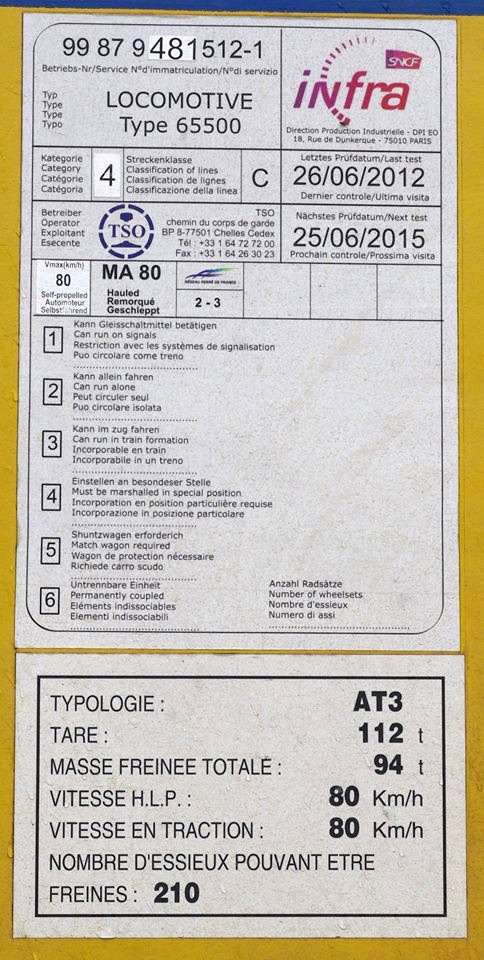 99 87 9 481 512-1
Betriebs-Nr/Service N°d'immatriculation/N°di servizio
SNCF
infra
Direction Production Industrielle - DPI EO
18, Rue de Dunkerque - 75010 PARIS
Typ
Type
Type
Typo
LOCOMOTIVE
Type 65500
Kategorie
Category
Catégorie
Catégoria
4
Streckenklasse
Classification of lines
Classification de lignes
Classificazione della linea
C
Letztes Prüfdatum/Last test
26/06/2012
Dernier controle/Ultima visita
Betreiber
Operator
Exploitant
Esecente
TSO
TSO
chemin du corps de garde
BP 8-77501 Chelles Cedex
Tél : +33 1 64 72 72 00
Fax : +33 1 64 26 30 23
Nächstes Prüfdatum/Next test
25/06/2015
Prochain controle/Prossima visita
Vmax(km/h)
80
Self-propelled
Automoteur
Selbstfahrend
MA 80
Hauled
Remorqué
Geschleppt
RÉSEAU FERRÉ DE FRANCE
2 - 3
1
Kann Gleisschaltmittel betätigen
Can run on signals
Restriction avec les systèmes de signalisation
Puo circolare come treno
2
Kann allein fahren
Can run alone
Peut circuler seul
Puo circolare isolata
3
Kann im zug fahren
Can run in train formation
Incorporable en train
Incorporabile in un treno
4
Einstellen an besondeser Stelle
Must be marshalled in special position
Incorporation en position particulière requise
Incorporazione in posizione particolare
5
Shuntzwagen erforderich
Match wagon required
Wagon de protection nécessaire
Richiede carro scudo
6
Untrennbare Einheit
Permanently coupled
Eléments indissociables
Elementi indissociabili
Anzahl Radsätze
Number of wheelsets
Nombre d'essieux
Numero di assi
TYPOLOGIE : AT3
TARE : 112 t
MASSE FREINEE TOTALE : 94 t
VITESSE H.L.P. : 80 Km/h
VITESSE EN TRACTION : 80 Km/h
NOMBRE D'ESSIEUX POUVANT ETRE
FREINES : 210